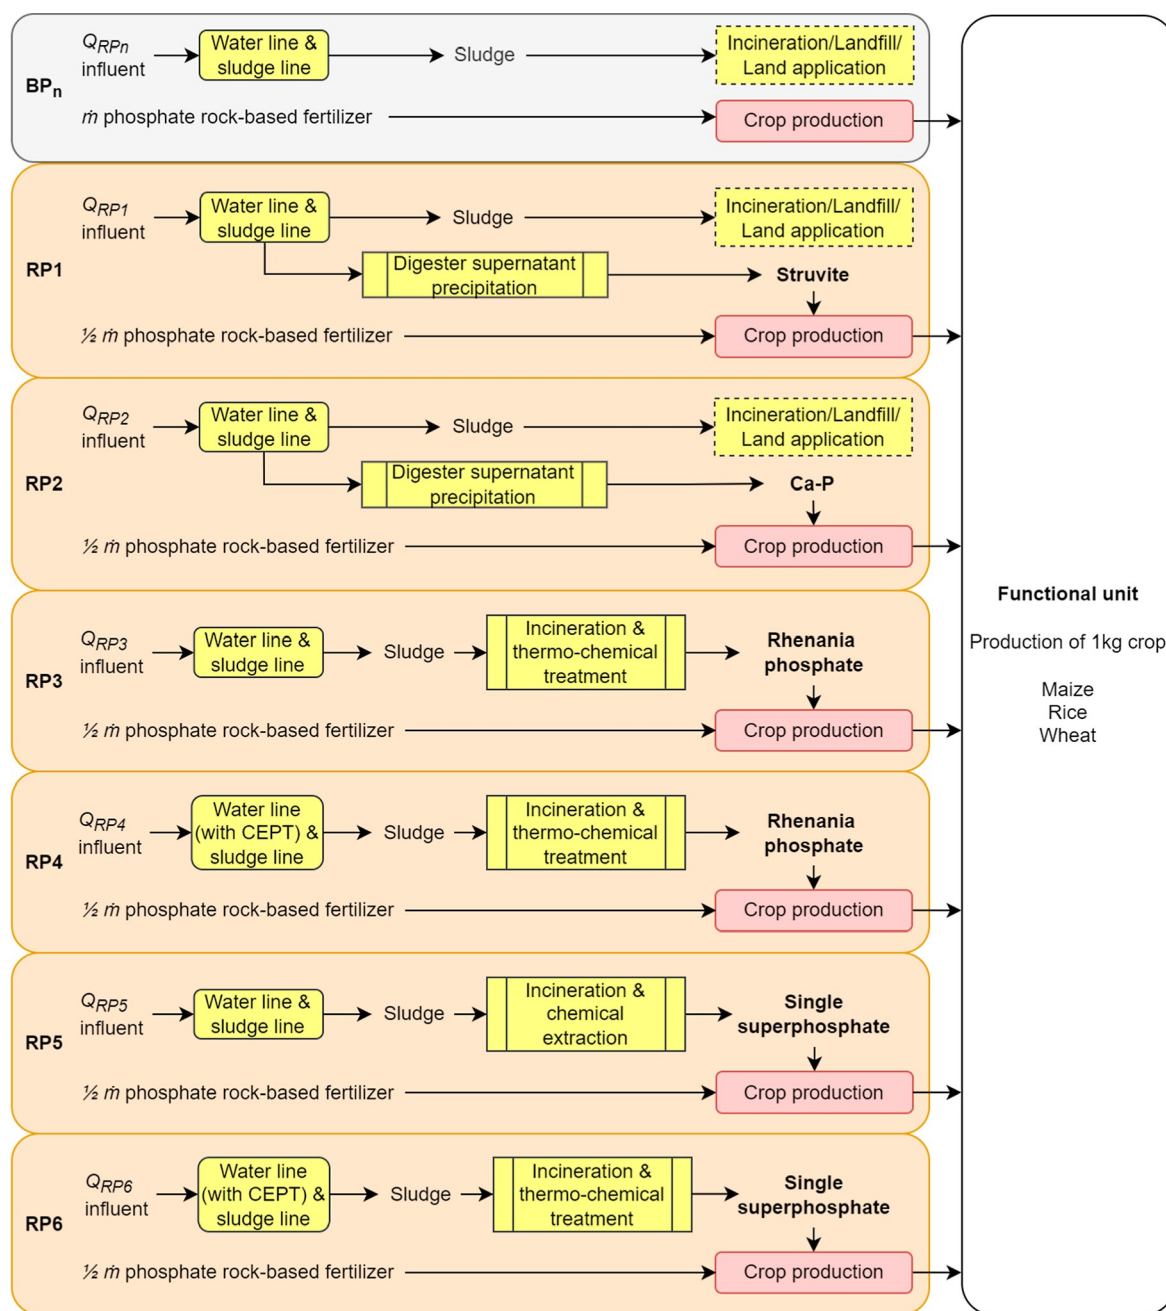 Q_RPn
influent
Water line &
sludge line
Sludge
Incineration/Landfill/
Land application
BP_n
ṁ phosphate rock-based fertilizer
Crop production
Q_RP1
influent
Water line &
sludge line
Sludge
Incineration/Landfill/
Land application
RP1
Digester supernatant
precipitation
Struvite
½ ṁ phosphate rock-based fertilizer
Crop production
Q_RP2
influent
Water line &
sludge line
Sludge
Incineration/Landfill/
Land application
RP2
Digester supernatant
precipitation
Ca-P
½ ṁ phosphate rock-based fertilizer
Crop production
Q_RP3
influent
Water line &
sludge line
Sludge
Incineration &
thermo-chemical
treatment
Rhenania
phosphate
RP3
½ ṁ phosphate rock-based fertilizer
Crop production
Q_RP4
influent
Water line
(with CEPT) &
sludge line
Sludge
Incineration &
thermo-chemical
treatment
Rhenania
phosphate
RP4
½ ṁ phosphate rock-based fertilizer
Crop production
Q_RP5
influent
Water line &
sludge line
Sludge
Incineration &
chemical
extraction
Single
superphosphate
RP5
½ ṁ phosphate rock-based fertilizer
Crop production
Q_RP6
influent
Water line
(with CEPT) &
sludge line
Sludge
Incineration &
thermo-chemical
treatment
Single
superphosphate
RP6
½ ṁ phosphate rock-based fertilizer
Crop production
Functional unit
Production of 1kg crop
Maize
Rice
Wheat